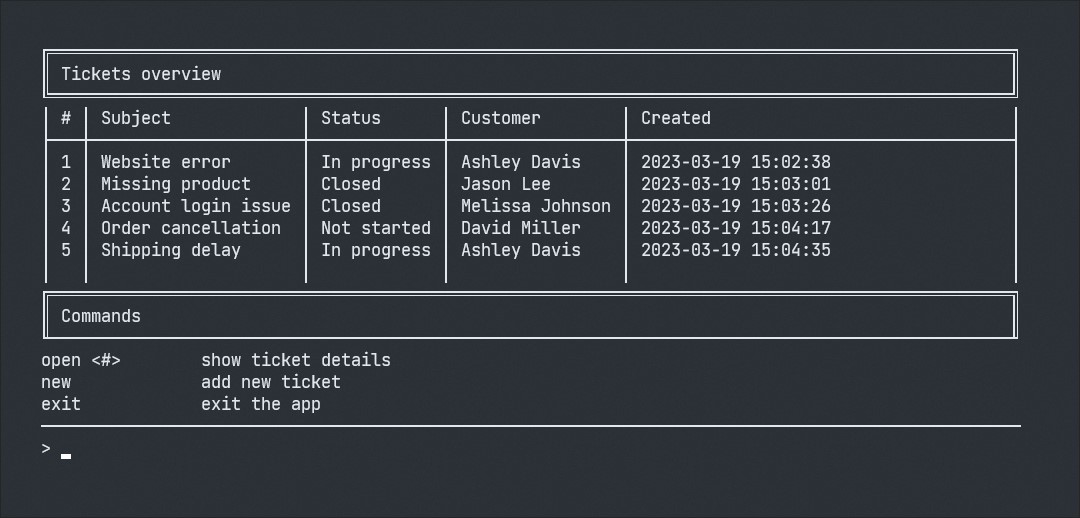 Tickets overview
# Subject Status Customer Created
1 Website error In progress Ashley Davis 2023-03-19 15:02:38
2 Missing product Closed Jason Lee 2023-03-19 15:03:01
3 Account login issue Closed Melissa Johnson 2023-03-19 15:03:26
4 Order cancellation Not started David Miller 2023-03-19 15:04:17
5 Shipping delay In progress Ashley Davis 2023-03-19 15:04:35
Commands
open <#> show ticket details
new add new ticket
exit exit the app
> _